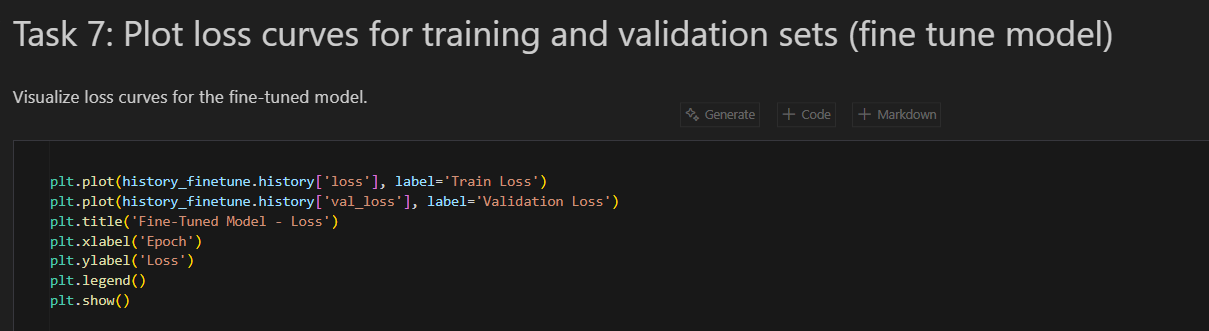 Task 7: Plot loss curves for training and validation sets (fine tune model)
Visualize loss curves for the fine-tuned model.
Generate
Code
Markdown
plt.plot(history_finetune.history['loss'], label='Train Loss')
plt.plot(history_finetune.history['val_loss'], label='Validation Loss')
plt.title('Fine-Tuned Model - Loss')
plt.xlabel('Epoch')
plt.ylabel('Loss')
plt.legend()
plt.show()